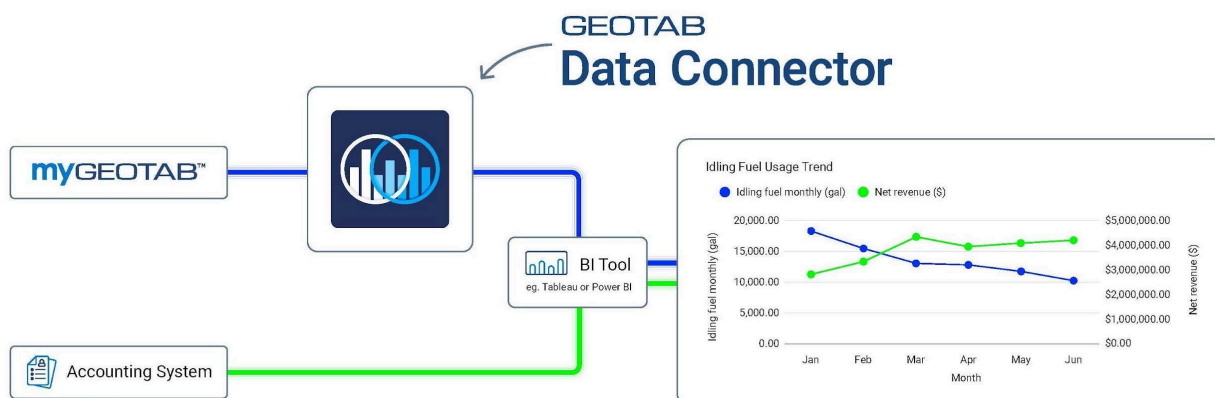 GEOTAB
Data Connector
myGEOTAB™
BI Tool
eg. Tableau or Power BI
Accounting System
Idling Fuel Usage Trend
Idling fuel monthly (gal) Net revenue ($)
20,000.00 $5,000,000.00
15,000.00 $4,000,000.00
10,000.00 $3,000,000.00
5,000.00 $2,000,000.00
0.00 $1,000,000.00
$0.00
Idling fuel monthly (gal)
Net revenue ($)
Jan Feb Mar Apr May Jun
Month